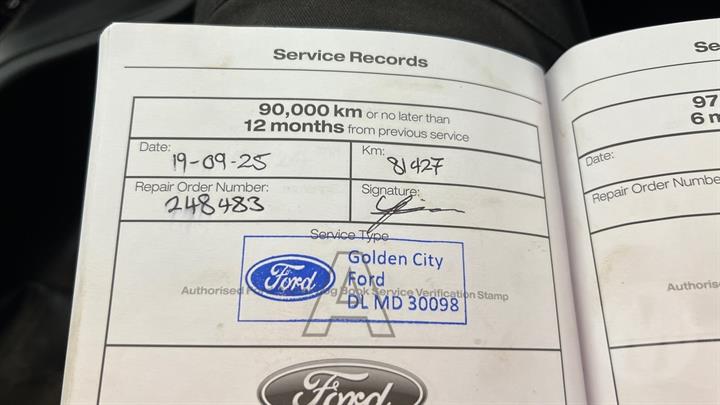 Service Records
90,000 km or no later than
12 months from previous service
Date:
19-09-25
Km:
81427
Repair Order Number:
248483
Signature:
Service Type
A
Ford
Golden City
Ford
DL MD 30098
Authorised Book Service Verification Stamp
Ford
Se
97
6 m
Date:
Repair Order Numbe
Authoris